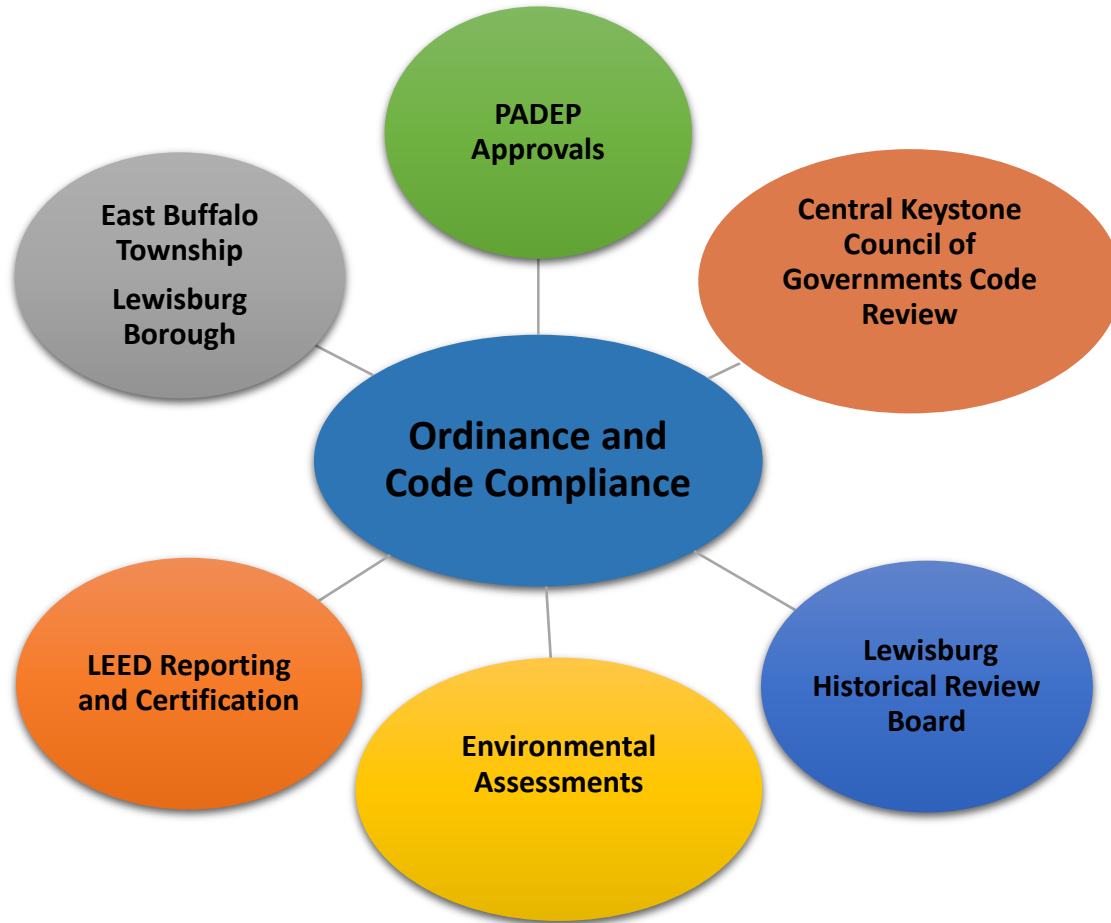 PADEP
Approvals
East Buffalo
Township
Lewisburg
Borough
Central Keystone
Council of
Governments Code
Review
Ordinance and
Code Compliance
LEED Reporting
and Certification
Environmental
Assessments
Lewisburg
Historical Review
Board